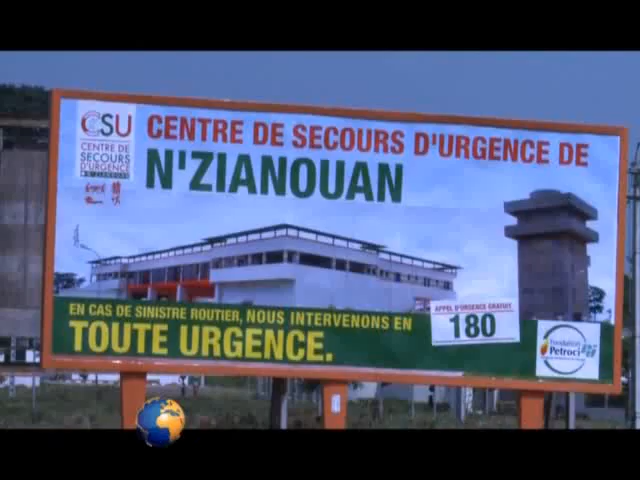 CSU
CENTRE DE
SECOURS
D'URGENCE
N'ZIANOUAN
CENTRE DE SECOURS D'URGENCE DE
N'ZIANOUAN
EN CAS DE SINISTRE ROUTIER, NOUS INTERVENONS EN
TOUTE URGENCE.
APPEL D'URGENCE GRATUIT
180
Fondation
Petroci